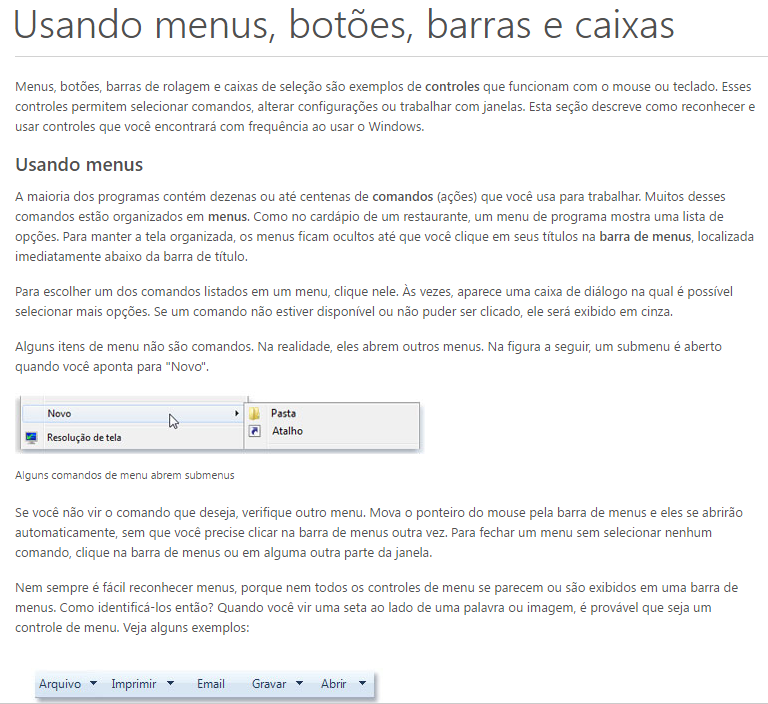 Usando menus, botões, barras e caixas
Menus, botões, barras de rolagem e caixas de seleção são exemplos de controles que funcionam com o mouse ou teclado. Esses
controles permitem selecionar comandos, alterar configurações ou trabalhar com janelas. Esta seção descreve como reconhecer e
usar controles que você encontrará com frequência ao usar o Windows.
Usando menus
A maioria dos programas contém dezenas ou até centenas de comandos (ações) que você usa para trabalhar. Muitos desses
comandos estão organizados em menus. Como no cardápio de um restaurante, um menu de programa mostra uma lista de
opções. Para manter a tela organizada, os menus ficam ocultos até que você clique em seus títulos na barra de menus, localizada
imediatamente abaixo da barra de título.
Para escolher um dos comandos listados em um menu, clique nele. Às vezes, aparece uma caixa de diálogo na qual é possível
selecionar mais opções. Se um comando não estiver disponível ou não puder ser clicado, ele será exibido em cinza.
Alguns itens de menu não são comandos. Na realidade, eles abrem outros menus. Na figura a seguir, um submenu é aberto
quando você aponta para "Novo".
Novo Pasta
Atalho
Resolução de tela
Alguns comandos de menu abrem submenus
Se você não vir o comando que deseja, verifique outro menu. Mova o ponteiro do mouse pela barra de menus e eles se abrirão
automaticamente, sem que você precise clicar na barra de menus outra vez. Para fechar um menu sem selecionar nenhum
comando, clique na barra de menus ou em alguma outra parte da janela.
Nem sempre é fácil reconhecer menus, porque nem todos os controles de menu se parecem ou são exibidos em uma barra de
menus. Como identificá-los então? Quando você vir uma seta ao lado de uma palavra ou imagem, é provável que seja um
controle de menu. Veja alguns exemplos:
Arquivo Imprimir Email Gravar Abrir